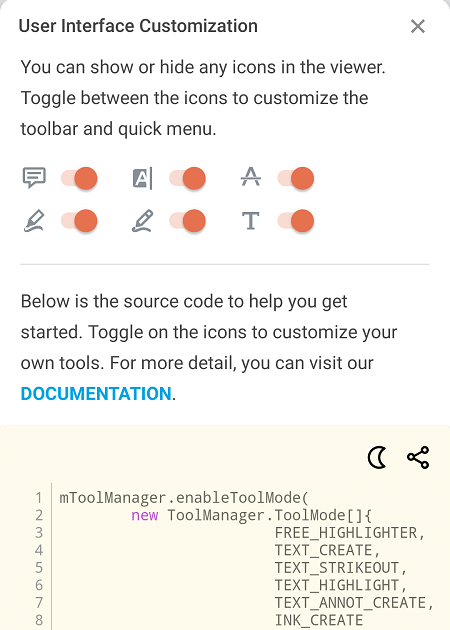 User Interface Customization
You can show or hide any icons in the viewer.
Toggle between the icons to customize the
toolbar and quick menu.
A A
T
Below is the source code to help you get
started. Toggle on the icons to customize your
own tools. For more detail, you can visit our
DOCUMENTATION.
1 mToolManager.enableToolMode(
2 new ToolManager.ToolMode[]{
3 FREE_HIGHLIGHTER,
4 TEXT_CREATE,
5 TEXT_STRIKEOUT,
6 TEXT_HIGHLIGHT,
7 TEXT_ANNOT_CREATE,
8 INK_CREATE